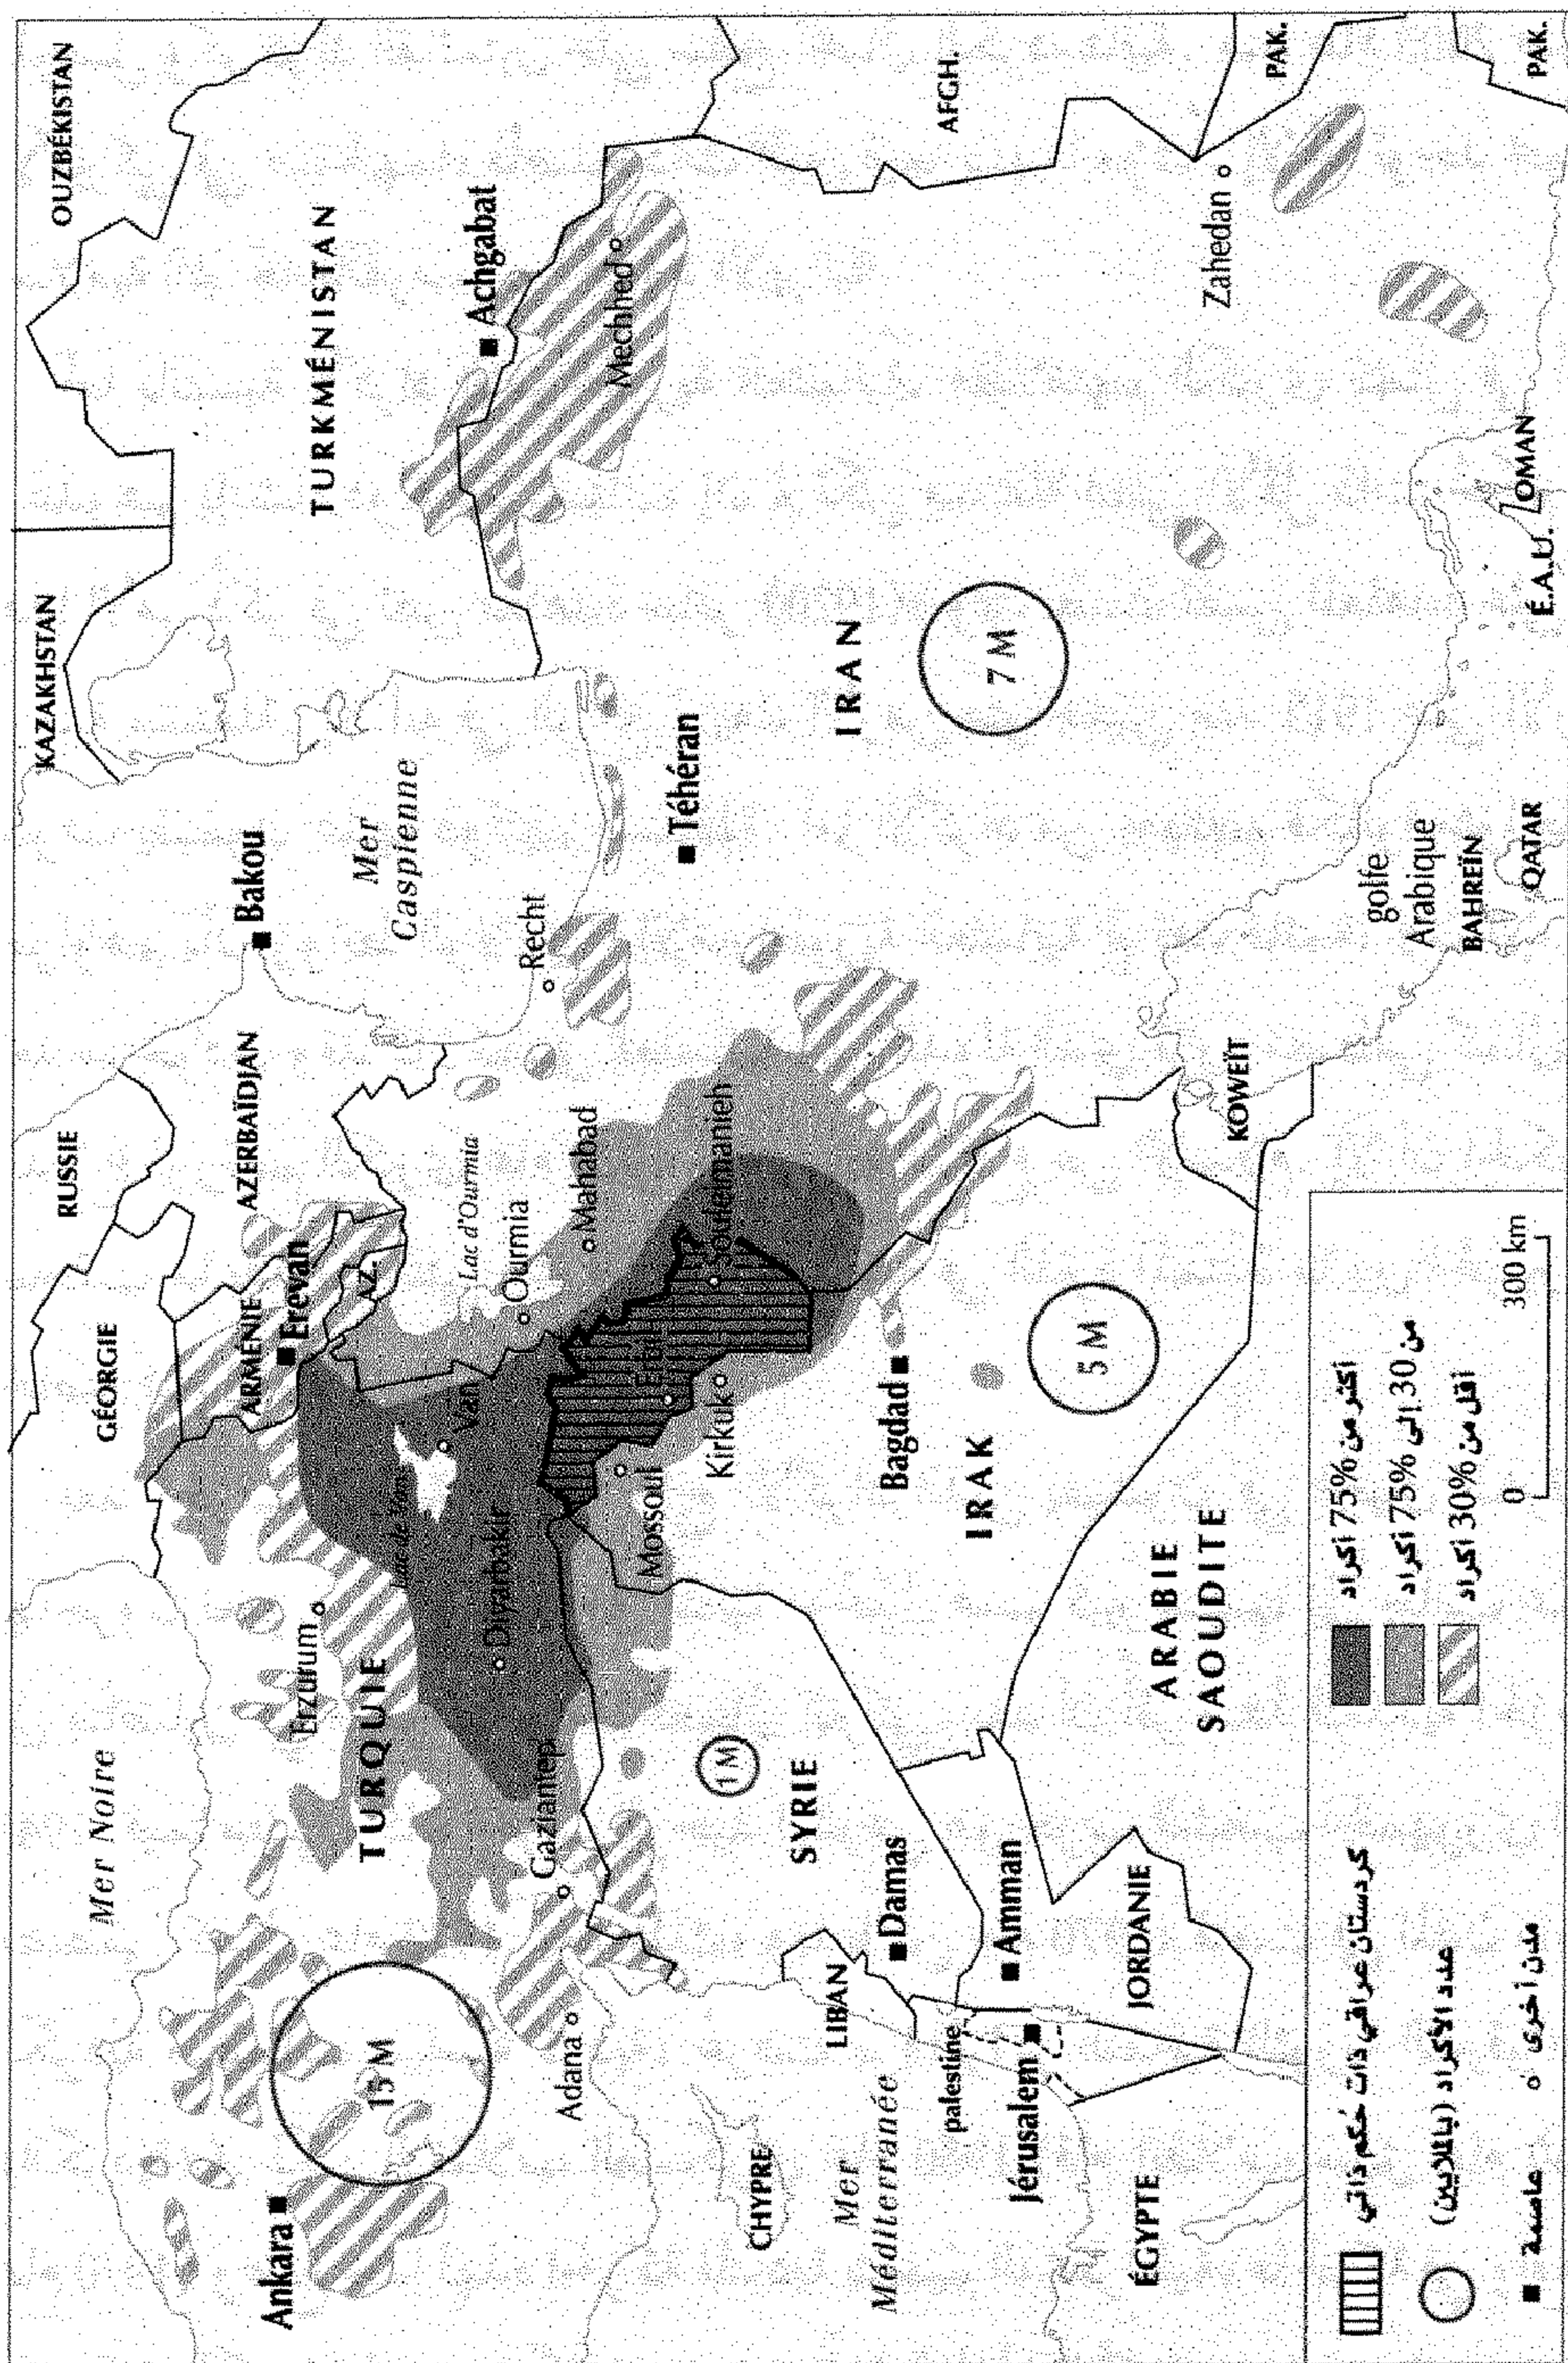 OUZBÉKISTAN
KAZAKHSTAN
RUSSIE
GÉORGIE
Mer Noire
TURKMÉNISTAN
Bakou
AZERBAÏDJAN
ARMÉNIE
Erevan
AZ.
Achgabat
Mer
Caspienne
Ankara
15 M
TURQUIE
Erzurum
Lac de Van
Van
Lac d'Ourmia
Ourmia
Recht
Mechhed
Diyarbakir
Gaziantep
Adana
Mahabad
Téhéran
Mossoul
Erbil
Souleimanieh
Kirkuk
AFGH.
CHYPRE
1 M
SYRIE
IRAN
7 M
Mer
Méditerranée
LIBAN
Damas
Bagdad
IRAK
5 M
palestine
Jérusalem
Amman
JORDANIE
ÉGYPTE
ARABIE
SAOUDITE
KOWEÏT
Zahedan
PAK.
PAK.
golfe
Arabique
BAHREÏN
QATAR
É.A.U.
OMAN
كردستان عراقي ذات حُكم ذاتي
عدد الأكراد (بالملايين)
عاصمة
مدن أخرى
أكثر من 75% أكراد
من 30 إلى 75% أكراد
أقل من 30% أكراد
0 300 km